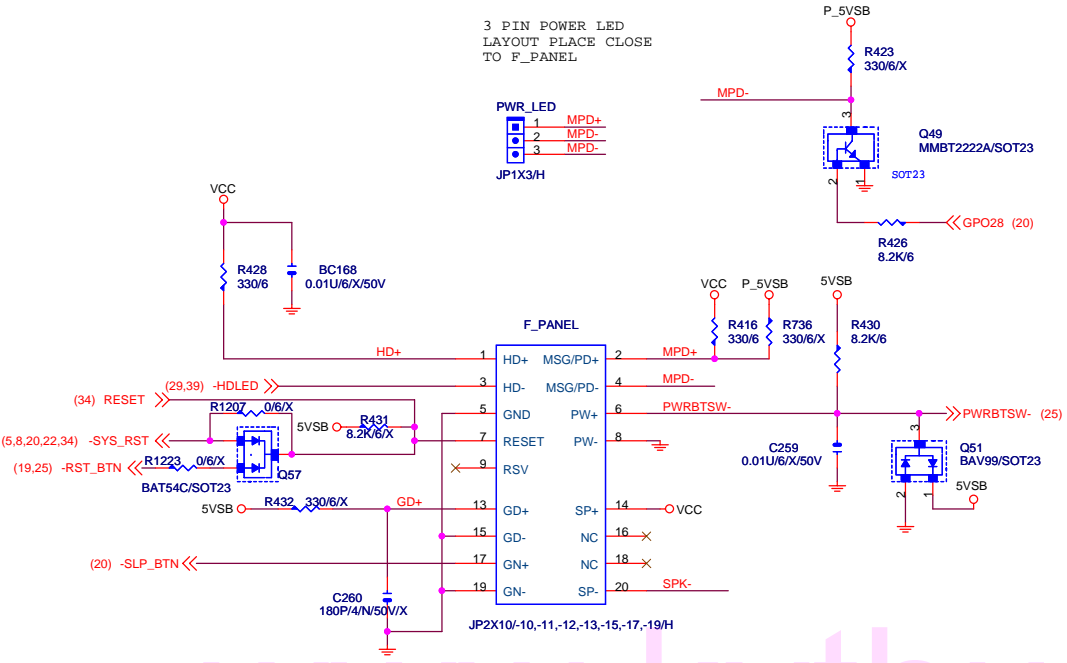 3 PIN POWER LED
LAYOUT PLACE CLOSE
TO F_PANEL
P_5VSB
R423
330/6/X
MPD-
3
Q49
MMBT2222A/SOT23
SOT23
2
1
R426
8.2K/6
GPO28 (20)
PWR_LED
1 MPD+
2 MPD-
3 MPD-
JP1X3/H
VCC
R428
330/6
BC168
0.01U/6/X/50V
VCC
P_5VSB
5VSB
R416
330/6
R736
330/6/X
R430
8.2K/6
F_PANEL
HD+ 1 HD+ MSG/PD+ 2 MPD+
(29,39) -HDLED 3 HD- MSG/PD- 4 MPD-
(34) RESET
5 GND PW+ 6 PWRBTSW-
PWRBTSW- (25)
R1207 0/6/X
5VSB
R431
8.2K/6/X
(5,8,20,22,34) -SYS_RST
7 RESET PW- 8
(19,25) -RST_BTN
R1223 0/6/X
Q57
BAT54C/SOT23
9 RSV
C259
0.01U/6/X/50V
3
Q51
BAV99/SOT23
2
1
5VSB
5VSB
R432 330/6/X
GD+
13 GD+ SP+ 14 VCC
15 GD- NC 16
(20) -SLP_BTN 17 GN+ NC 18
19 GN- SP- 20 SPK-
C260
180P/4/N/50V/X
JP2X10/-10,-11,-12,-13,-15,-17,-19/H